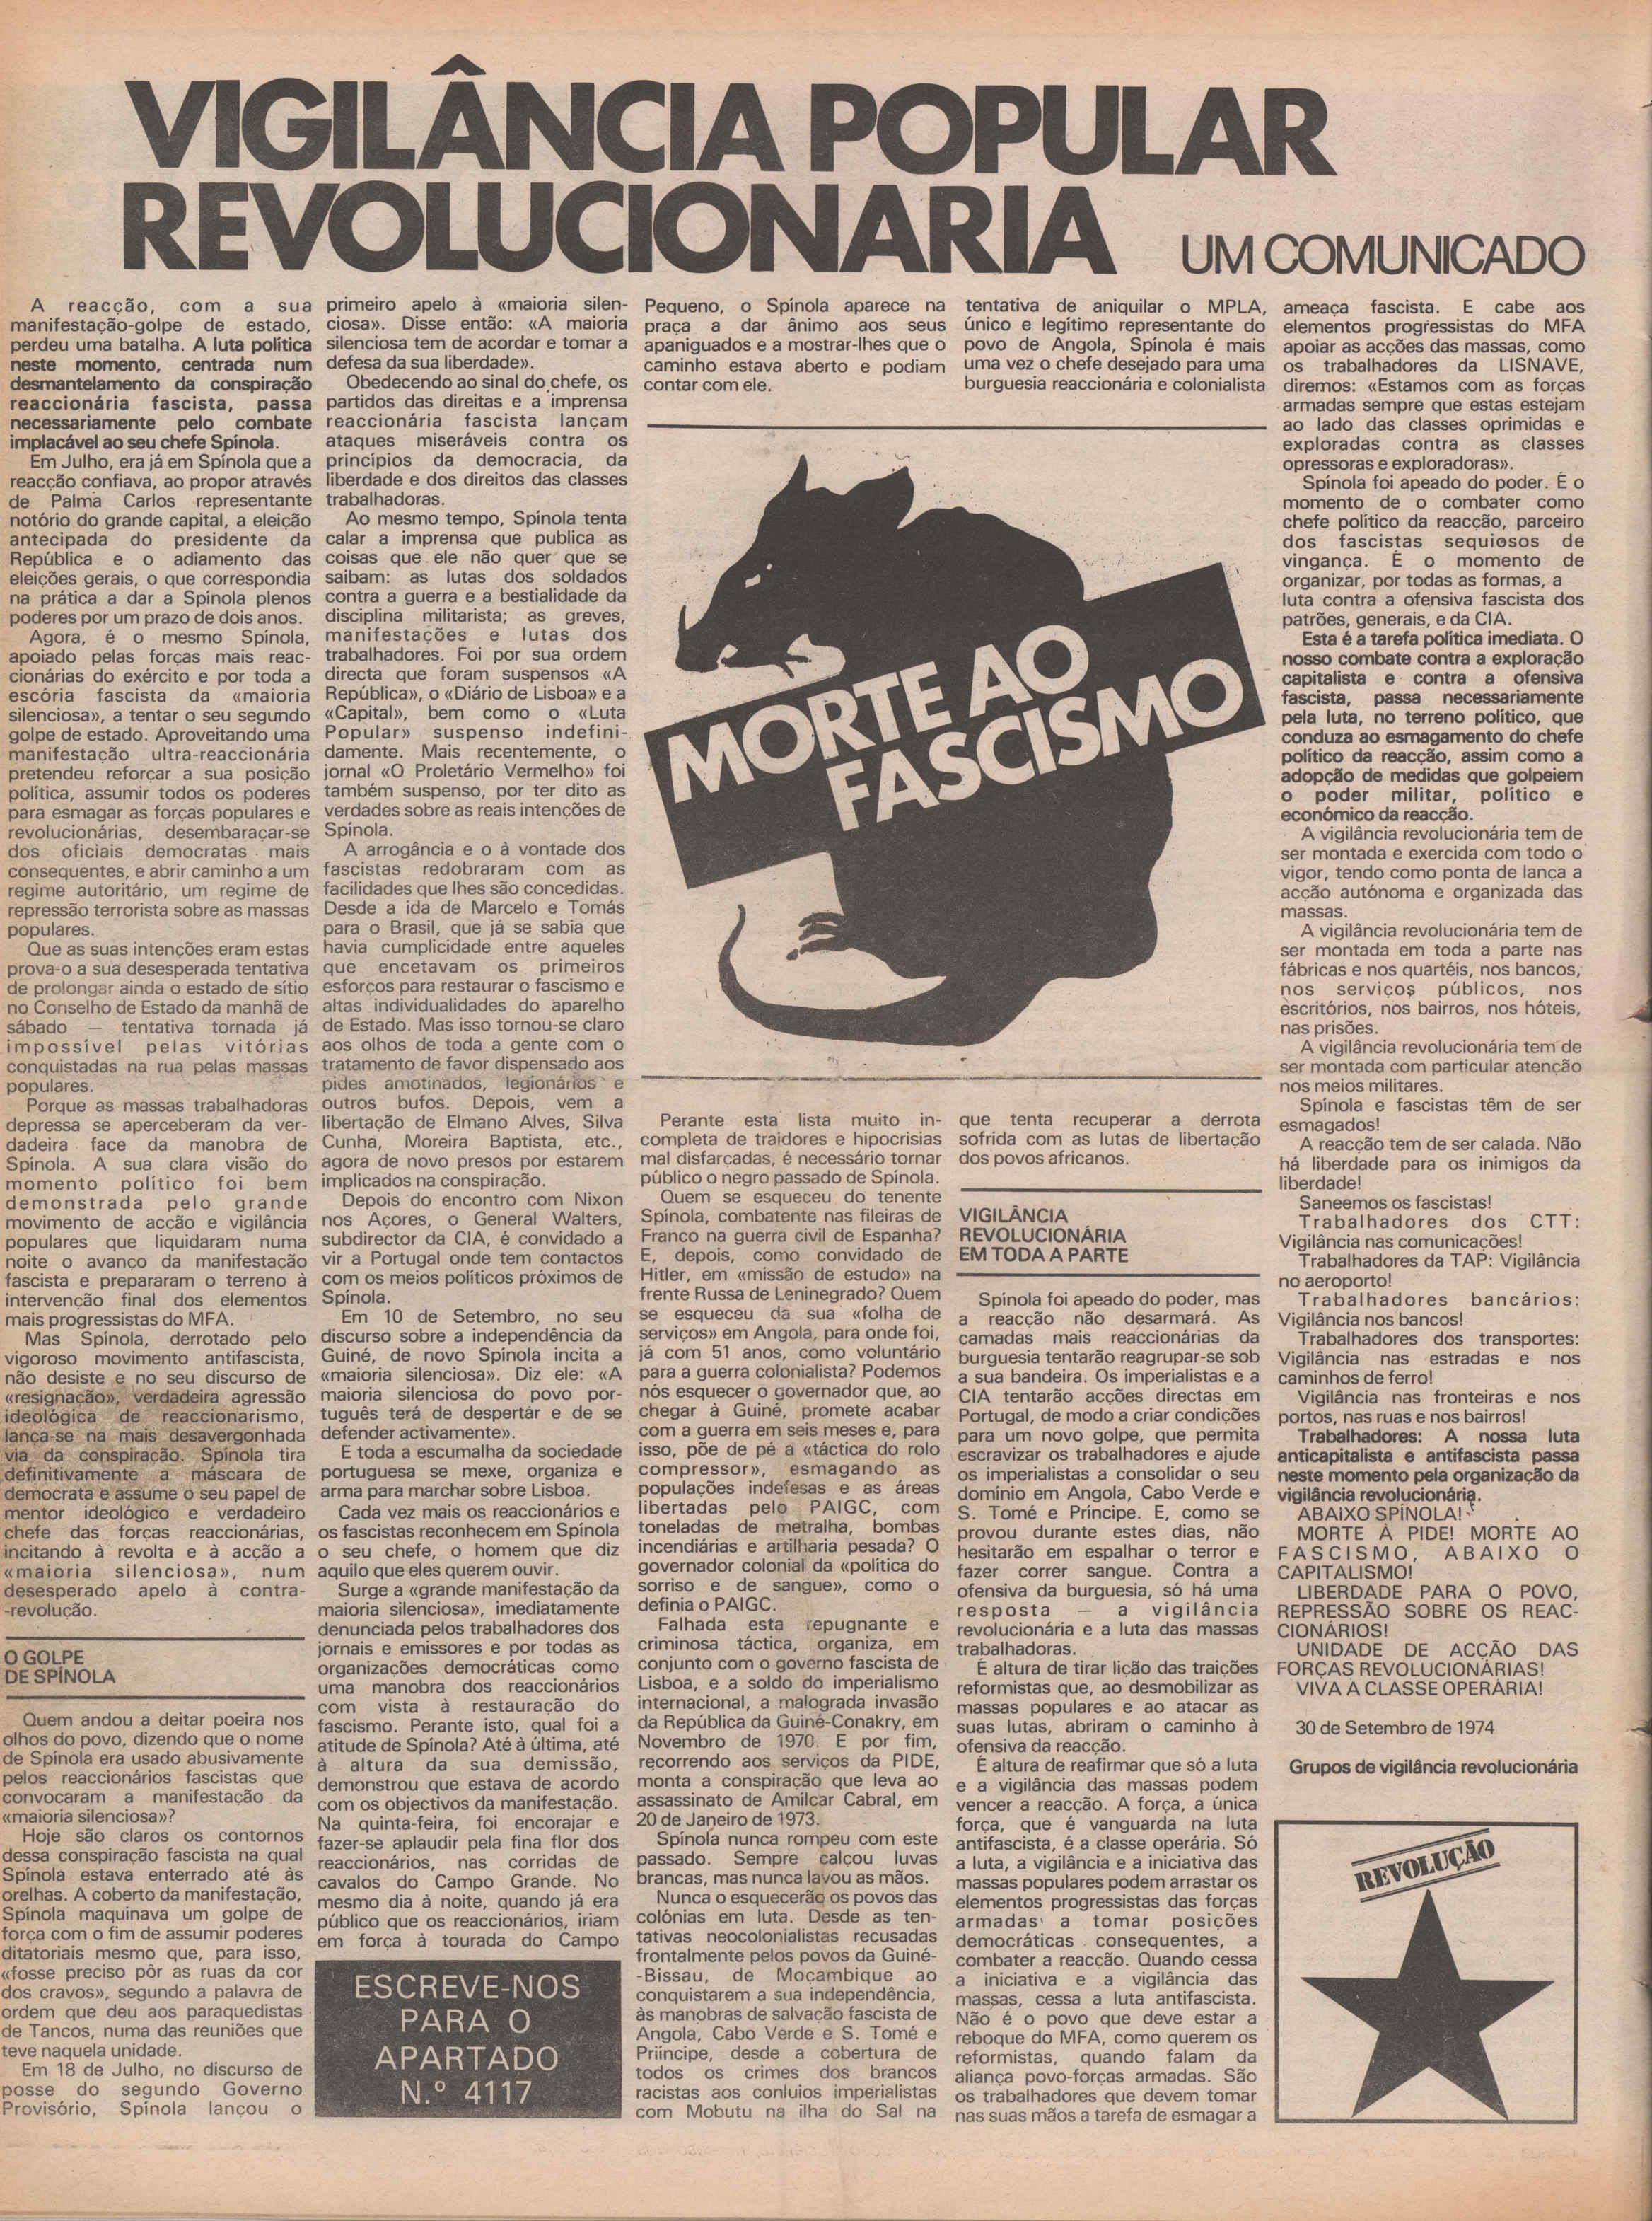 VIGILÂNCIA POPULAR
REVOLUCIONARIA
UM COMUNICADO
A reacção, com a sua
manifestação-golpe de estado,
perdeu uma batalha. A luta política
neste momento, centrada num
desmantelamento da conspiração
reaccionária fascista, passa
necessariamente pelo combate
implacável ao seu chefe Spínola.
Em Julho, era já em Spínola que a
reacção confiava, ao propor através
de Palma Carlos representante
notório do grande capital, a eleição
antecipada do presidente da
República e o adiamento das
eleições gerais, o que correspondia
na prática a dar a Spínola plenos
poderes por um prazo de dois anos.
Agora, é o mesmo Spínola,
apoiado pelas forças mais reac-
cionárias do exército e por toda a
escória fascista da «maioria
silenciosa», a tentar o seu segundo
golpe de estado. Aproveitando uma
manifestação ultra-reaccionária
pretendeu reforçar a sua posição
política, assumir todos os poderes
para esmagar as forças populares e
revolucionárias, desembaraçar-se
dos oficiais democratas mais
consequentes, e abrir caminho a um
regime autoritário, um regime de
repressão terrorista sobre as massas
populares.
Que as suas intenções eram estas
prova-o a sua desesperada tentativa
de prolongar ainda o estado de sítio
no Conselho de Estado da manhã de
sábado — tentativa tornada já
impossível pelas vitórias
conquistadas na rua pelas massas
populares.
Porque as massas trabalhadoras
depressa se aperceberam da ver-
dadeira face da manobra de
Spínola. A sua clara visão do
momento político foi bem
demonstrada pelo grande
movimento de acção e vigilância
populares que liquidaram numa
noite o avanço da manifestação
fascista e prepararam o terreno à
intervenção final dos elementos
mais progressistas do MFA.
Mas Spínola, derrotado pelo
vigoroso movimento antifascista,
não desiste e no seu discurso de
«resignação», verdadeira agressão
ideológica de reaccionarismo,
lança-se na mais desavergonhada
via da conspiração. Spínola tira
definitivamente a máscara de
democrata e assume o seu papel de
mentor ideológico e verdadeiro
chefe das forças reaccionárias,
incitando à revolta e à acção a
«maioria silenciosa», num
desesperado apelo à contra-
-revolução.
O GOLPE
DE SPÍNOLA
Quem andou a deitar poeira nos
olhos do povo, dizendo que o nome
de Spínola era usado abusivamente
pelos reaccionários fascistas que
convocaram a manifestação da
«maioria silenciosa»?
Hoje são claros os contornos
dessa conspiração fascista na qual
Spínola estava enterrado até às
orelhas. A coberto da manifestação,
Spínola maquinava um golpe de
força com o fim de assumir poderes
ditatoriais mesmo que, para isso,
«fosse preciso pôr as ruas da cor
dos cravos», segundo a palavra de
ordem que deu aos paraquedistas
de Tancos, numa das reuniões que
teve naquela unidade.
Em 18 de Julho, no discurso de
posse do segundo Governo
Provisório, Spínola lançou o
primeiro apelo à «maioria silen-
ciosa». Disse então: «A maioria
silenciosa tem de acordar e tomar a
defesa da sua liberdade».
Obedecendo ao sinal do chefe, os
partidos das direitas e a imprensa
reaccionária fascista lançam
ataques miseráveis contra os
princípios da democracia, da
liberdade e dos direitos das classes
trabalhadoras.
Ao mesmo tempo, Spínola tenta
calar a imprensa que publica as
coisas que ele não quer que se
saibam: as lutas dos soldados
contra a guerra e a bestialidade da
disciplina militarista; as greves,
manifestações e lutas dos
trabalhadores. Foi por sua ordem
directa que foram suspensos «A
República», o «Diário de Lisboa» e a
«Capital», bem como o «Luta
Popular» suspenso indefini-
damente. Mais recentemente, o
jornal «O Proletário Vermelho» foi
também suspenso, por ter dito as
verdades sobre as reais intenções de
Spínola.
A arrogância e o à vontade dos
fascistas redobraram com as
facilidades que lhes são concedidas.
Desde a ida de Marcelo e Tomás
para o Brasil, que já se sabia que
havia cumplicidade entre aqueles
que encetavam os primeiros
esforços para restaurar o fascismo e
altas individualidades do aparelho
de Estado. Mas isso tornou-se claro
aos olhos de toda a gente com o
tratamento de favor dispensado aos
pides amotinados, legionários e
outros bufos. Depois, vem a
libertação de Elmano Alves, Silva
Cunha, Moreira Baptista, etc.,
agora de novo presos por estarem
implicados na conspiração.
Depois do encontro com Nixon
nos Açores, o General Walters,
subdirector da CIA, é convidado a
vir a Portugal onde tem contactos
com os meios políticos próximos de
Spínola.
Em 10 de Setembro, no seu
discurso sobre a independência da
Guiné, de novo Spínola incita a
«maioria silenciosa». Diz ele: «A
maioria silenciosa do povo por-
tuguês terá de despertar e de se
defender activamente».
E toda a escumalha da sociedade
portuguesa se mexe, organiza e
arma para marchar sobre Lisboa.
Cada vez mais os reaccionários e
os fascistas reconhecem em Spínola
o seu chefe, o homem que diz
aquilo que eles querem ouvir.
Surge a «grande manifestação da
maioria silenciosa», imediatamente
denunciada pelos trabalhadores dos
jornais e emissores e por todas as
organizações democráticas como
uma manobra dos reaccionários
com vista à restauração do
fascismo. Perante isto, qual foi a
atitude de Spínola? Até à última, até
à altura da sua demissão,
demonstrou que estava de acordo
com os objectivos da manifestação.
Na quinta-feira, foi encorajar e
fazer-se aplaudir pela fina flor dos
reaccionários, nas corridas de
cavalos do Campo Grande. No
mesmo dia à noite, quando já era
público que os reaccionários, iriam
em força à tourada do Campo
ESCREVE-NOS
PARA O
APARTADO
N.º 4117
Pequeno, o Spínola aparece na
praça a dar ânimo aos seus
apaniguados e a mostrar-lhes que o
caminho estava aberto e podiam
contar com ele.
MORTE AO
FASCISMO
Perante esta lista muito in-
completa de traidores e hipocrisias
mal disfarçadas, é necessário tornar
público o negro passado de Spínola.
Quem se esqueceu do tenente
Spínola, combatente nas fileiras de
Franco na guerra civil de Espanha?
E, depois, como convidado de
Hitler, em «missão de estudo» na
frente Russa de Leninegrado? Quem
se esqueceu da sua «folha de
serviços» em Angola, para onde foi,
já com 51 anos, como voluntário
para a guerra colonialista? Podemos
nós esquecer o governador que, ao
chegar à Guiné, promete acabar
com a guerra em seis meses e, para
isso, põe de pé a «táctica do rolo
compressor», esmagando as
populações indefesas e as áreas
libertadas pelo PAIGC, com
toneladas de metralha, bombas
incendiárias e artilharia pesada? O
governador colonial da «política do
sorriso e de sangue», como o
definia o PAIGC.
Falhada esta repugnante e
criminosa táctica, organiza, em
conjunto com o governo fascista de
Lisboa, e a soldo do imperialismo
internacional, a malograda invasão
da República da Guiné-Conakry, em
Novembro de 1970. E por fim,
recorrendo aos serviços da PIDE,
monta a conspiração que leva ao
assassinato de Amílcar Cabral, em
20 de Janeiro de 1973.
Spínola nunca rompeu com este
passado. Sempre calçou luvas
brancas, mas nunca lavou as mãos.
Nunca o esquecerão os povos das
colónias em luta. Desde as ten-
tativas neocolonialistas recusadas
frontalmente pelos povos da Guiné-
-Bissau, de Moçambique ao
conquistarem a sua independência,
às manobras de salvação fascista de
Angola, Cabo Verde e S. Tomé e
Priíncipe, desde a cobertura de
todos os crimes dos brancos
racistas aos conluios imperialistas
com Mobutu na ilha do Sal na
tentativa de aniquilar o MPLA,
único e legítimo representante do
povo de Angola, Spínola é mais
uma vez o chefe desejado para uma
burguesia reaccionária e colonialista
que tenta recuperar a derrota
sofrida com as lutas de libertação
dos povos africanos.
VIGILÂNCIA
REVOLUCIONÁRIA
EM TODA A PARTE
Spínola foi apeado do poder, mas
a reacção não desarmará. As
camadas mais reaccionárias da
burguesia tentarão reagrupar-se sob
a sua bandeira. Os imperialistas e a
CIA tentarão acções directas em
Portugal, de modo a criar condições
para um novo golpe, que permita
escravizar os trabalhadores e ajude
os imperialistas a consolidar o seu
domínio em Angola, Cabo Verde e
S. Tomé e Príncipe. E, como se
provou durante estes dias, não
hesitarão em espalhar o terror e
fazer correr sangue. Contra a
ofensiva da burguesia, só há uma
resposta — a vigilância
revolucionária e a luta das massas
trabalhadoras.
É altura de tirar lição das traições
reformistas que, ao desmobilizar as
massas populares e ao atacar as
suas lutas, abriram o caminho à
ofensiva da reacção.
É altura de reafirmar que só a luta
e a vigilância das massas podem
vencer a reacção. A força, a única
força, que é vanguarda na luta
antifascista, é a classe operária. Só
a luta, a vigilância e a iniciativa das
massas populares podem arrastar os
elementos progressistas das forças
armadas a tomar posições
democráticas consequentes, a
combater a reacção. Quando cessa
a iniciativa e a vigilância das
massas, cessa a luta antifascista.
Não é o povo que deve estar a
reboque do MFA, como querem os
reformistas, quando falam da
aliança povo-forças armadas. São
os trabalhadores que devem tomar
nas suas mãos a tarefa de esmagar a
ameaça fascista. E cabe aos
elementos progressistas do MFA
apoiar as acções das massas, como
os trabalhadores da LISNAVE,
diremos: «Estamos com as forças
armadas sempre que estas estejam
ao lado das classes oprimidas e
exploradas contra as classes
opressoras e exploradoras».
Spínola foi apeado do poder. É o
momento de o combater como
chefe político da reacção, parceiro
dos fascistas sequiosos de
vingança. É o momento de
organizar, por todas as formas, a
luta contra a ofensiva fascista dos
patrões, generais, e da CIA.
Esta é a tarefa política imediata. O
nosso combate contra a exploração
capitalista e contra a ofensiva
fascista, passa necessariamente
pela luta, no terreno político, que
conduza ao esmagamento do chefe
político da reacção, assim como a
adopção de medidas que golpeiem
o poder militar, político e
económico da reacção.
A vigilância revolucionária tem de
ser montada e exercida com todo o
vigor, tendo como ponta de lança a
acção autónoma e organizada das
massas.
A vigilância revolucionária tem de
ser montada em toda a parte nas
fábricas e nos quartéis, nos bancos,
nos serviços públicos, nos
escritórios, nos bairros, nos hóteis,
nas prisões.
A vigilância revolucionária tem de
ser montada com particular atenção
nos meios militares.
Spínola e fascistas têm de ser
esmagados!
A reacção tem de ser calada. Não
há liberdade para os inimigos da
liberdade!
Saneemos os fascistas!
Trabalhadores dos CTT:
Vigilância nas comunicações!
Trabalhadores da TAP: Vigilância
no aeroporto!
Trabalhadores bancários:
Vigilância nos bancos!
Trabalhadores dos transportes:
Vigilância nas estradas e nos
caminhos de ferro!
Vigilância nas fronteiras e nos
portos, nas ruas e nos bairros!
Trabalhadores: A nossa luta
anticapitalista e antifascista passa
neste momento pela organização da
vigilância revolucionária.
ABAIXO SPÍNOLA!
MORTE À PIDE! MORTE AO
FASCISMO, ABAIXO O
CAPITALISMO!
LIBERDADE PARA O POVO,
REPRESSÃO SOBRE OS REAC-
CIONÁRIOS!
UNIDADE DE ACÇÃO DAS
FORÇAS REVOLUCIONÁRIAS!
VIVA A CLASSE OPERÁRIA!
30 de Setembro de 1974
Grupos de vigilância revolucionária
REVOLUÇÃO